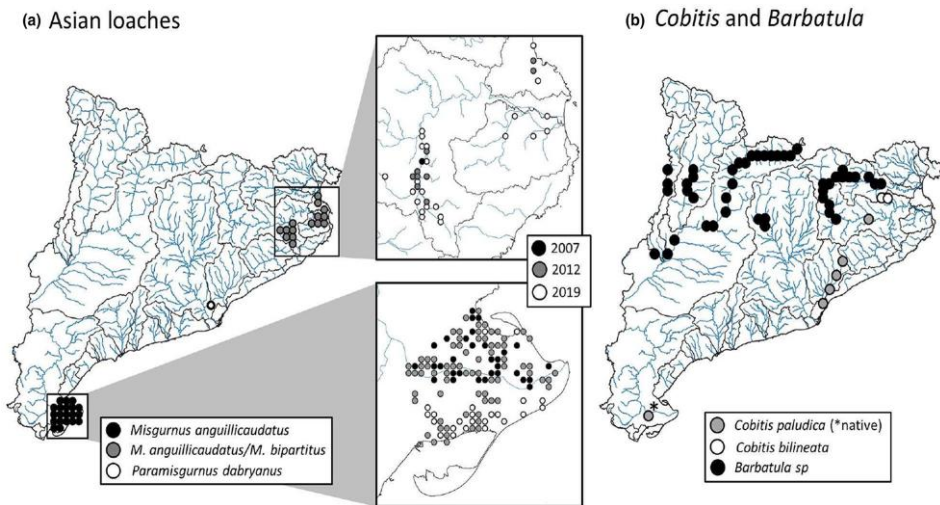 (a) Asian loaches
(b) Cobitis and Barbatula
2007
2012
2019
Misgurnus anguillicaudatus
M. anguillicaudatus/M. bipartitus
Paramisgurnus dabryanus
*
Cobitis paludica (*native)
Cobitis bilineata
Barbatula sp